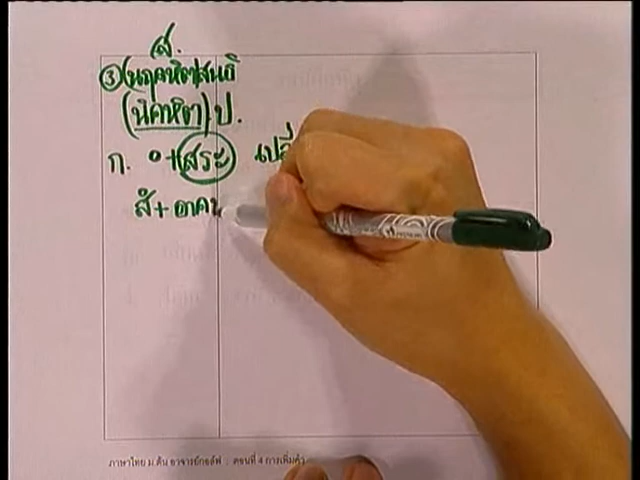 ส.
③ (นฤคหิต) สนธิ
(นิคหิต) ป.
ก. ํ + (สระ) เปลี่
สํ + อาค
ภาษาไทย ม.ต้น อาจารย์กอล์ฟ : ตอนที่ 4 การเพิ่มคำ